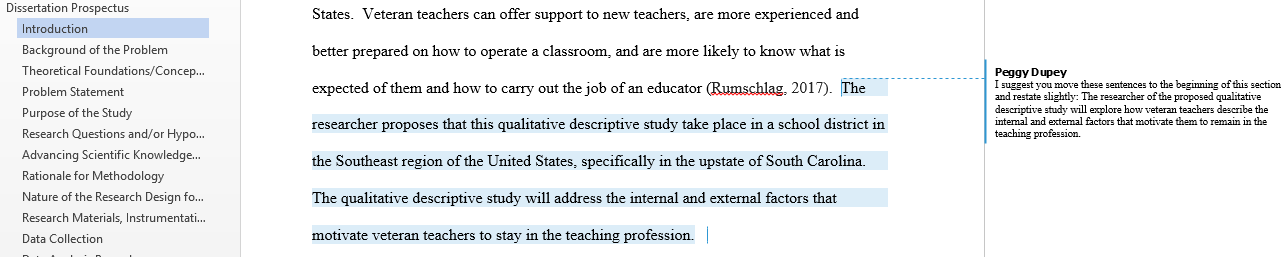 Dissertation Prospectus
Introduction
Background of the Problem
Theoretical Foundations/Concep...
Problem Statement
Purpose of the Study
Research Questions and/or Hypo...
Advancing Scientific Knowledge...
Rationale for Methodology
Nature of the Research Design fo...
Research Materials, Instrumentati...
Data Collection
States.  Veteran teachers can offer support to new teachers, are more experienced and
better prepared on how to operate a classroom, and are more likely to know what is
expected of them and how to carry out the job of an educator (Rumschlag, 2017).  The
researcher proposes that this qualitative descriptive study take place in a school district in
the Southeast region of the United States, specifically in the upstate of South Carolina.
The qualitative descriptive study will address the internal and external factors that
motivate veteran teachers to stay in the teaching profession.
Peggy Dupey
I suggest you move these sentences to the beginning of this section
and restate slightly: The researcher of the proposed qualitative
descriptive study will explore how veteran teachers describe the
internal and external factors that motivate them to remain in the
teaching profession.